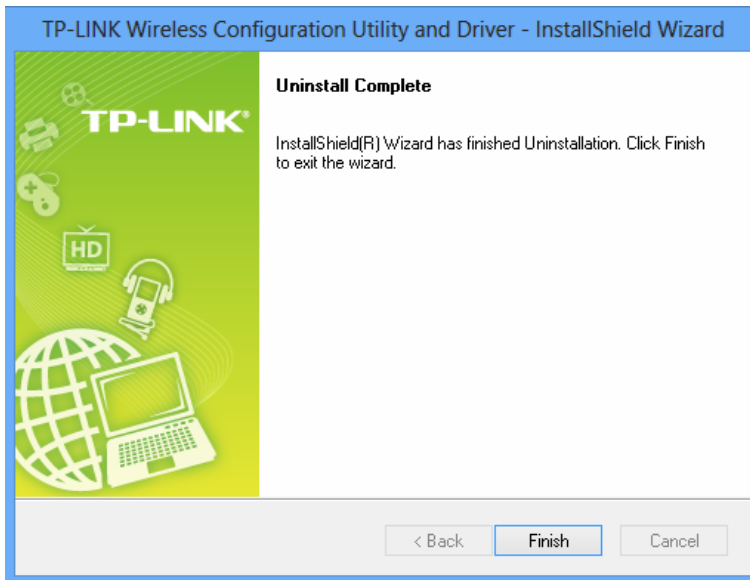 TP-LINK Wireless Configuration Utility and Driver - InstallShield Wizard
TP-LINK®
HD
Uninstall Complete
InstallShield(R) Wizard has finished Uninstallation. Click Finish
to exit the wizard.
< Back
Finish
Cancel